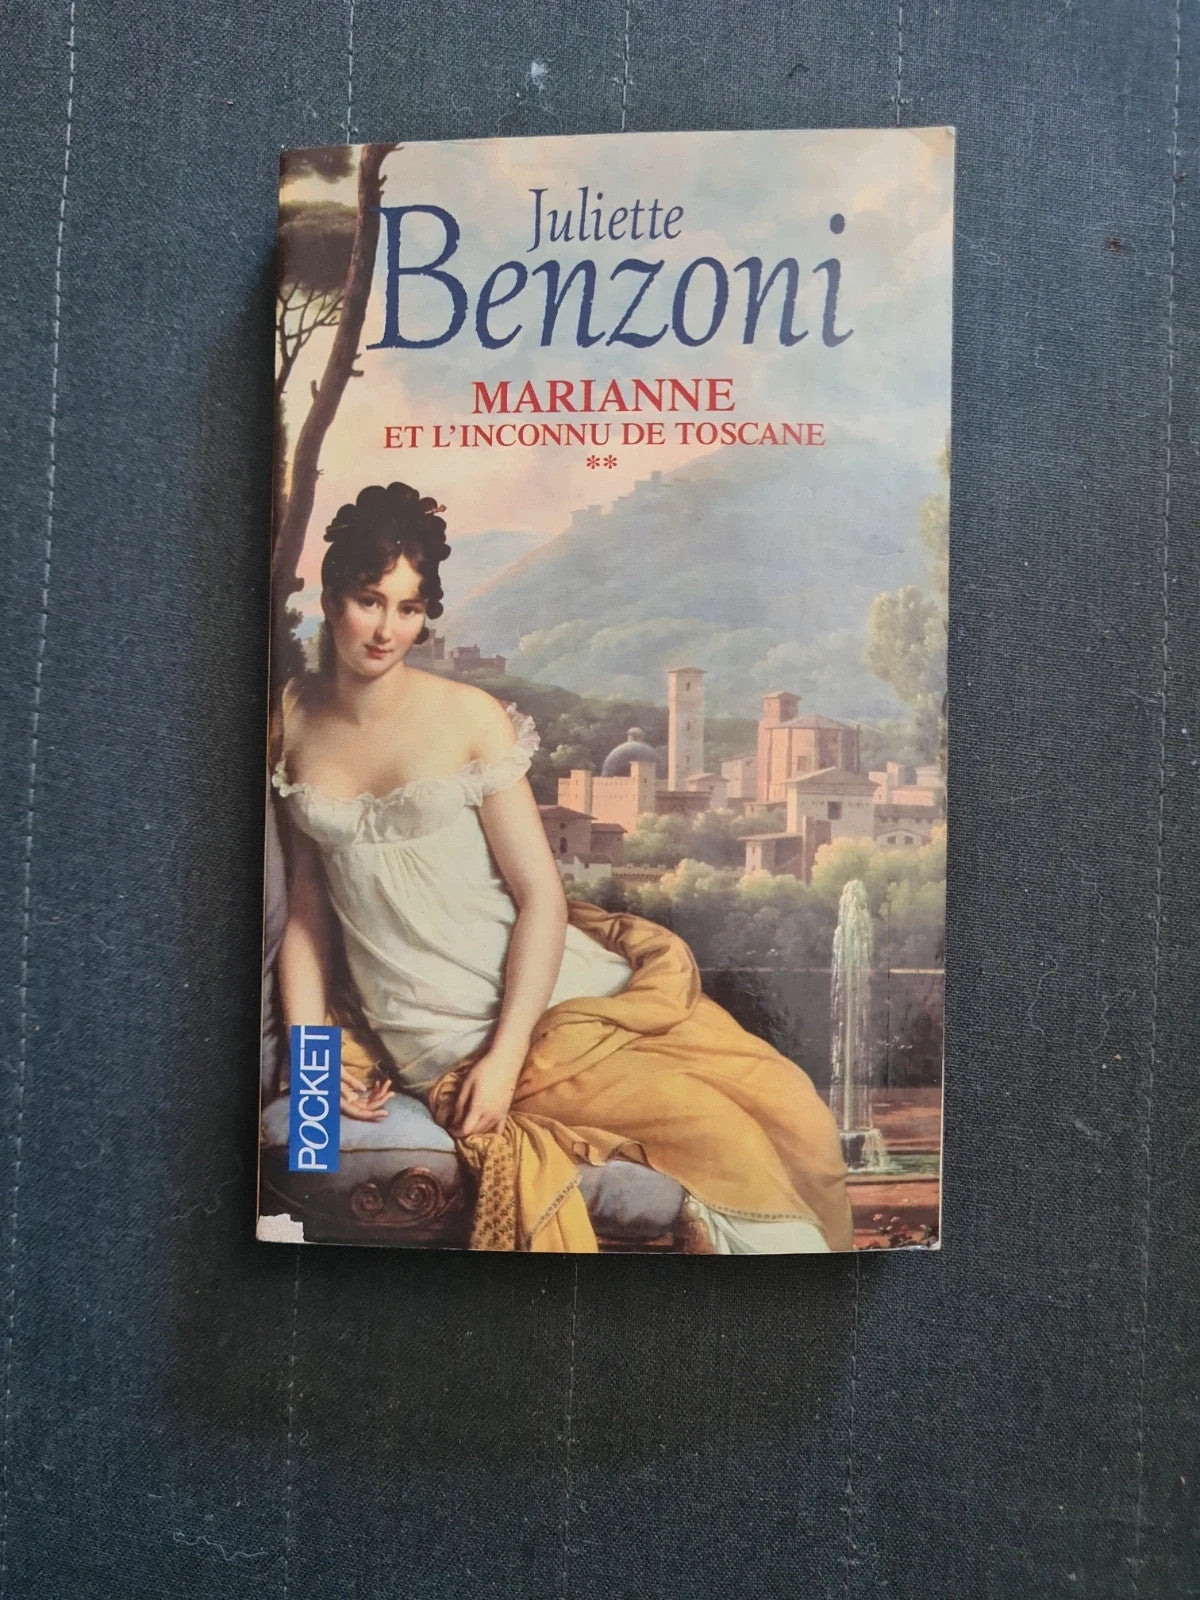 Juliette
Benzoni
MARIANNE
ET L'INCONNU DE TOSCANE
**
POCKET